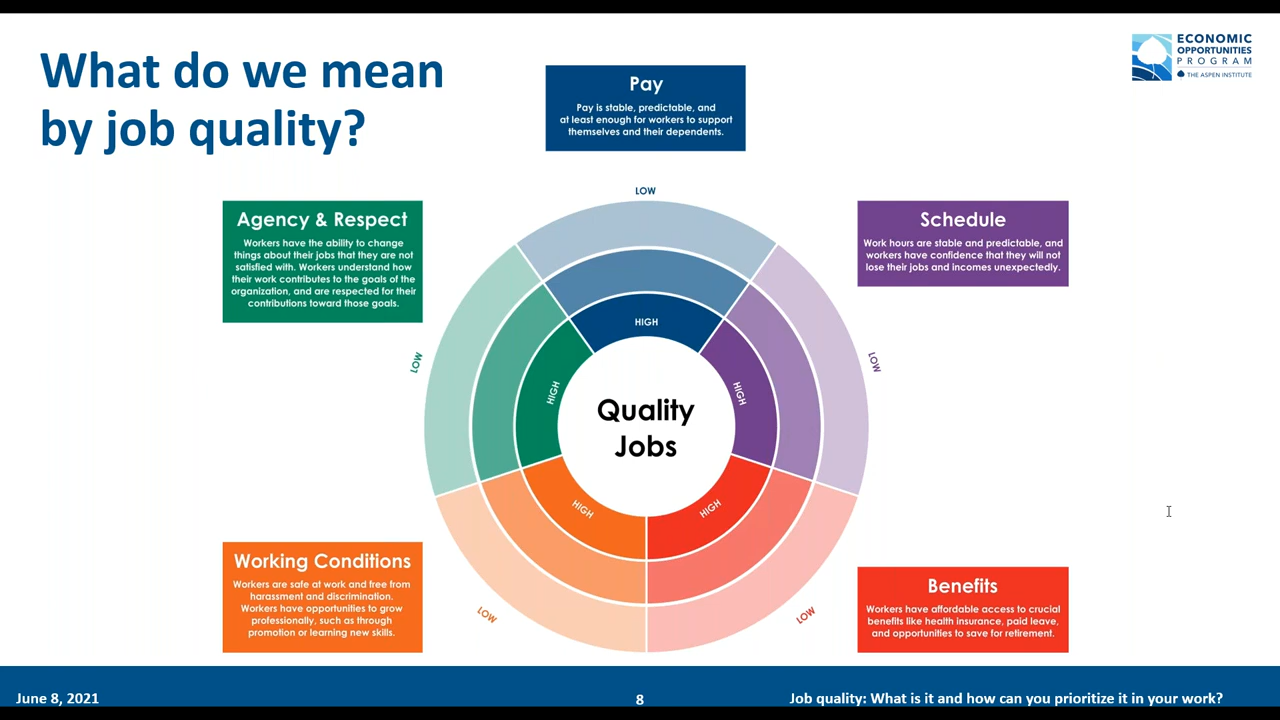 What do we mean
by job quality?
ECONOMIC
OPPORTUNITIES
PROGRAM
THE ASPEN INSTITUTE
Pay
Pay is stable, predictable, and
at least enough for workers to support
themselves and their dependents.
Agency & Respect
Workers have the ability to change
things about their jobs that they are not
satisfied with. Workers understand how
their work contributes to the goals of the
organization, and are respected for their
contributions toward those goals.
Schedule
Work hours are stable and predictable, and
workers have confidence that they will not
lose their jobs and incomes unexpectedly.
LOW
HIGH
LOW
HIGH
HIGH
LOW
Quality
Jobs
HIGH
HIGH
LOW
LOW
Working Conditions
Workers are safe at work and free from
harassment and discrimination.
Workers have opportunities to grow
professionally, such as through
promotion or learning new skills.
Benefits
Workers have affordable access to crucial
benefits like health insurance, paid leave,
and opportunities to save for retirement.
June 8, 2021
8
Job quality: What is it and how can you prioritize it in your work?